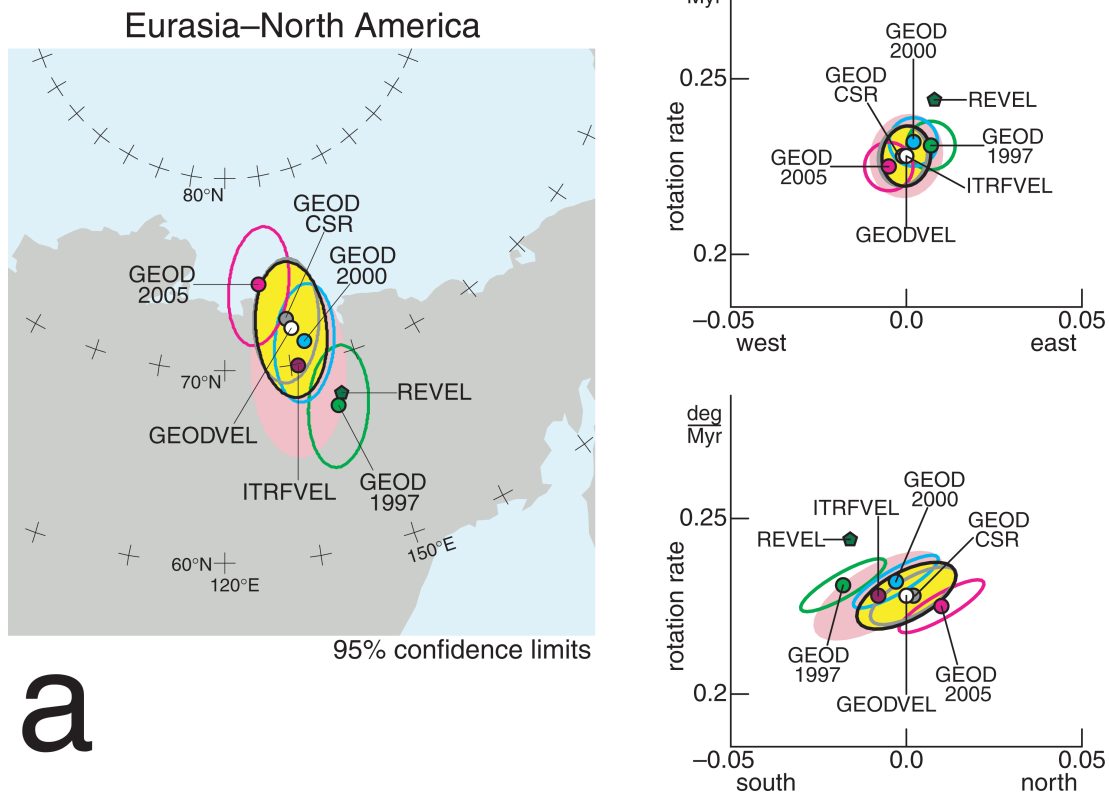 Eurasia–North America
80°N
GEOD
CSR
GEOD
2000
GEOD
2005
70°N
REVEL
GEODVEL
ITRFVEL
GEOD
1997
60°N
120°E
150°E
95% confidence limits
a
Myr
GEOD
2000
0.25
GEOD
CSR
REVEL
GEOD
1997
GEOD
2005
ITRFVEL
GEODVEL
rotation rate
0.2
−0.05
0.0
0.05
west
east
deg
Myr
GEOD
2000
ITRFVEL
GEOD
CSR
0.25
REVEL
rotation rate
GEOD
1997
GEOD
2005
GEODVEL
0.2
−0.05
0.0
0.05
south
north